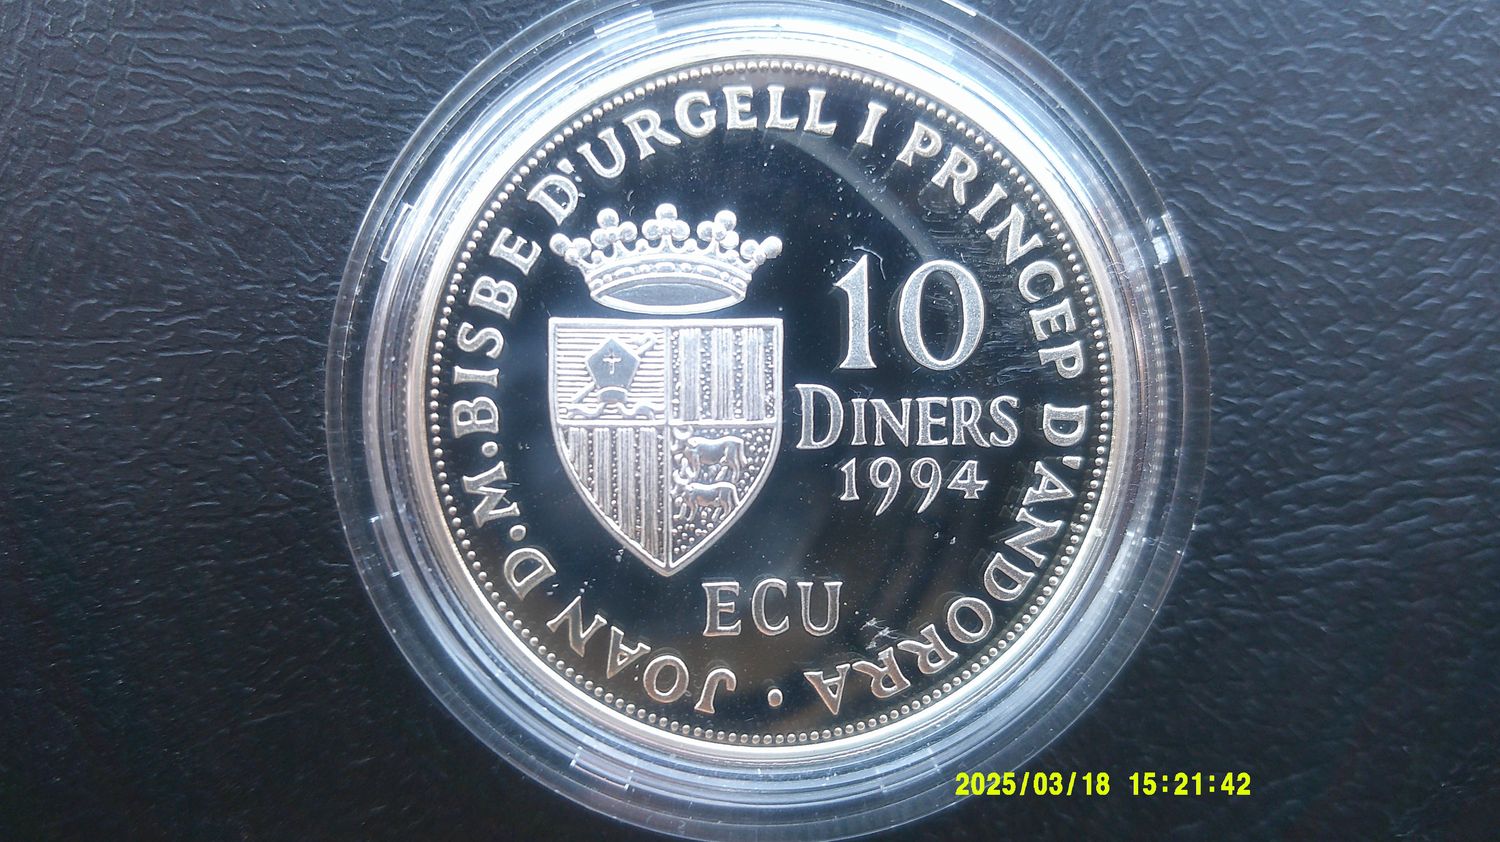 JOAN D.M. BISBE D'URGELL I PRINCEP D'ANDORRA ·
10
DINERS
1994
ECU
2025/03/18 15:21:42